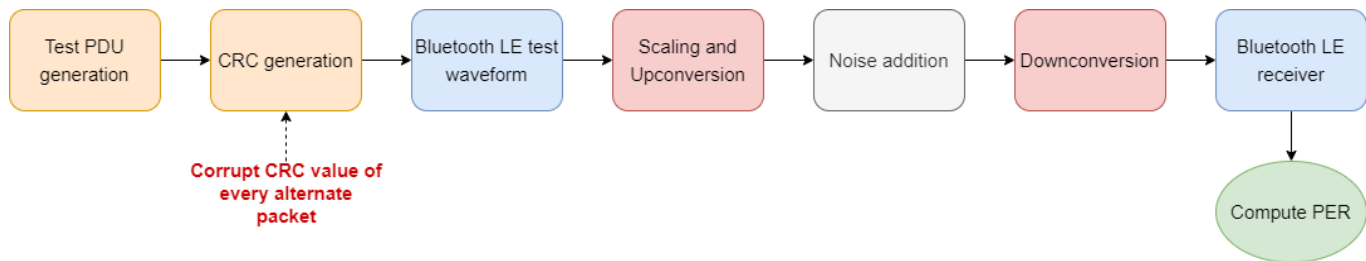 Test PDU
generation
CRC generation
Bluetooth LE test
waveform
Scaling and
Upconversion
Noise addition
Downconversion
Bluetooth LE
receiver
Corrupt CRC value of
every alternate
packet
Compute PER